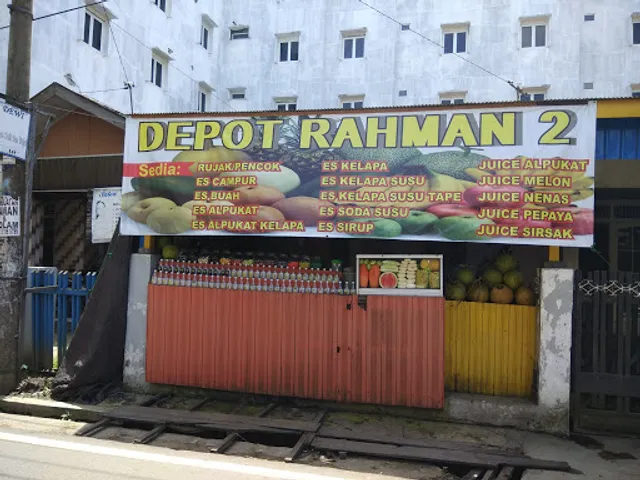 DEPOT RAHMAN 2
Sedia:
RUJAK/PENCOK
ES CAMPUR
ES, BUAH
ES ALPUKAT
ES ALPUKAT KELAPA
ES KELAPA
ES KELAPA SUSU
ES KELAPA SUSU TAPE
ES SODA SUSU
ES SIRUP
JUICE ALPUKAT
JUICE MELON
JUICE NENAS
JUICE, PEPAYA
JUICE SIRSAK
DEWI